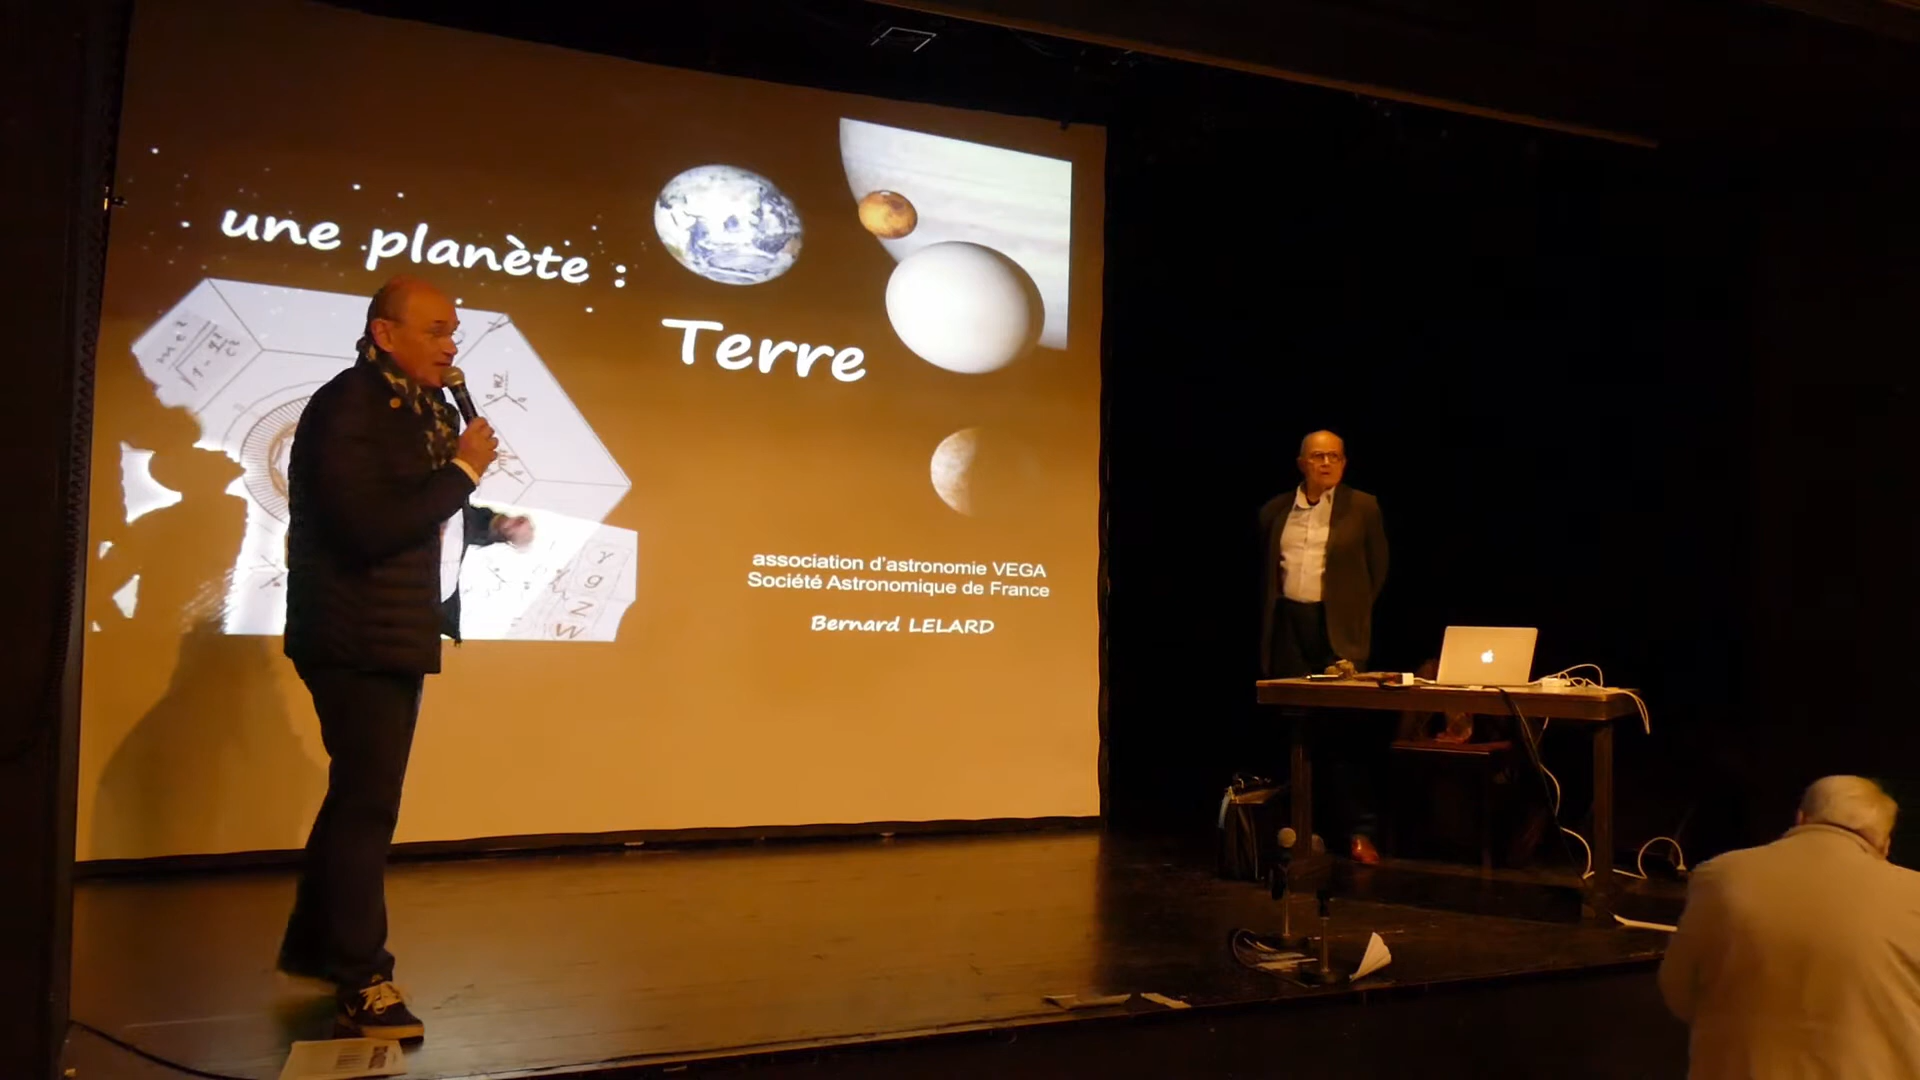 une planète :
Terre
association d'astronomie VEGA
Société Astronomique de France
Bernard LELARD
γ
g
Z
W